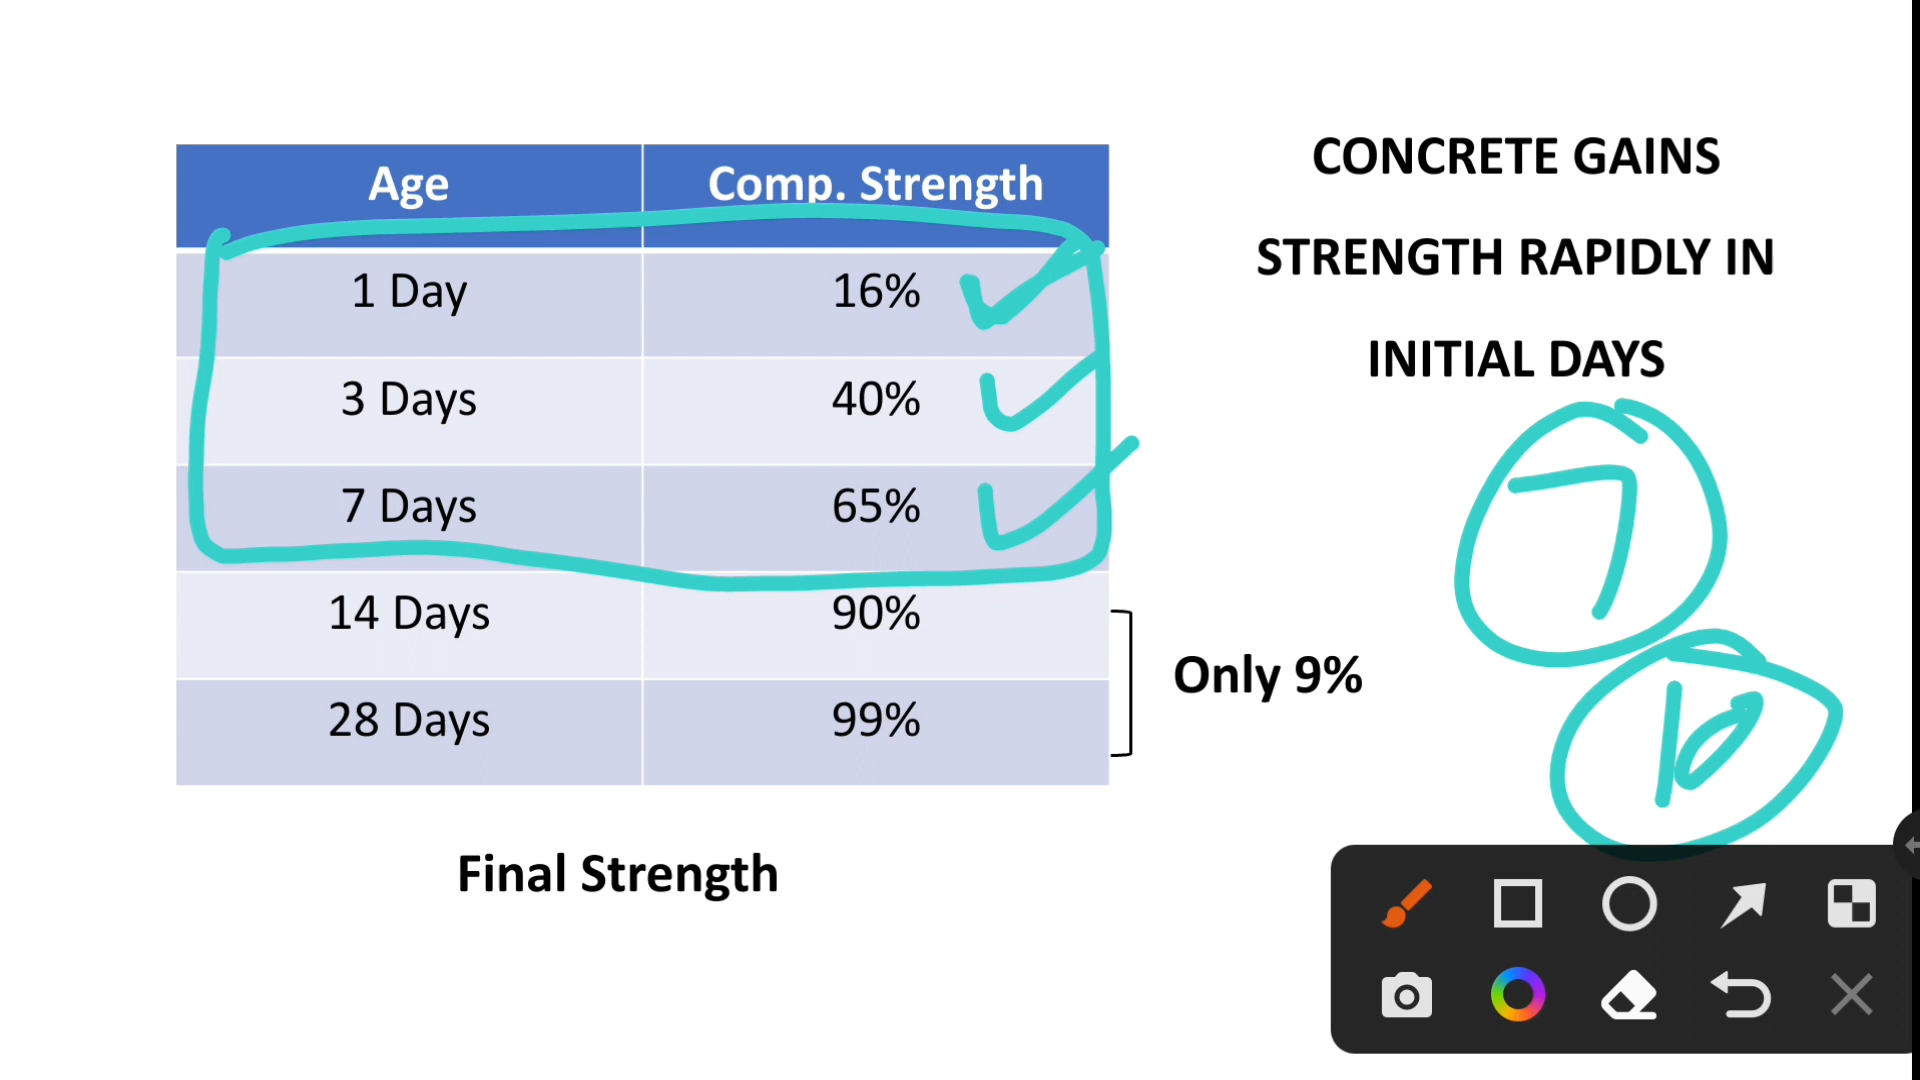 Age Comp. Strength
1 Day 16%
3 Days 40%
7 Days 65%
14 Days 90%
28 Days 99%
Only 9%
Final Strength
CONCRETE GAINS
STRENGTH RAPIDLY IN
INITIAL DAYS
7
10